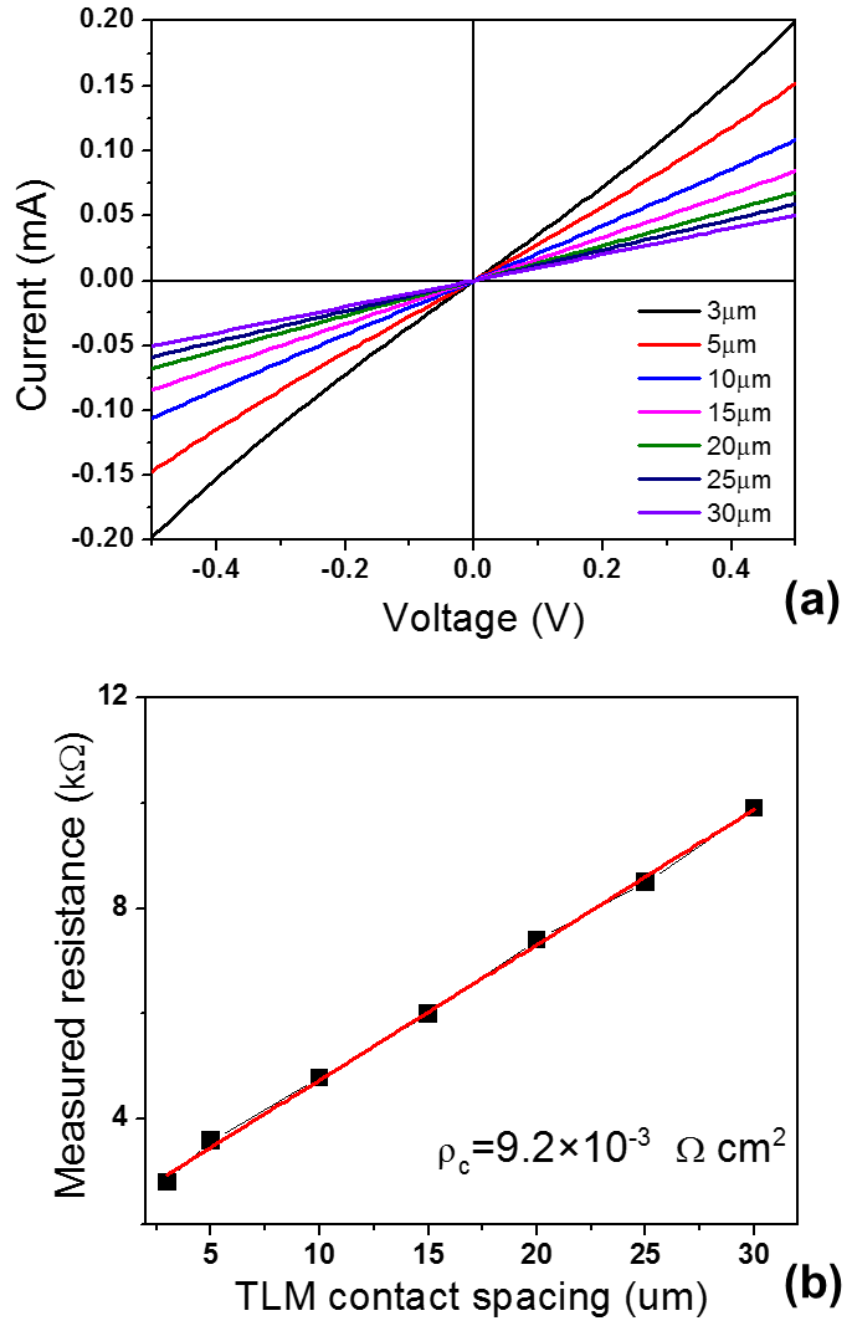 0.20
0.15
0.10
0.05
0.00
-0.05
-0.10
-0.15
-0.20
Current (mA)
3μm
5μm
10μm
15μm
20μm
25μm
30μm
-0.4 -0.2 0.0 0.2 0.4
Voltage (V)
(a)
12
8
4
Measured resistance (kΩ)
ρc=9.2×10⁻³ Ω cm²
5 10 15 20 25 30
TLM contact spacing (um)
(b)